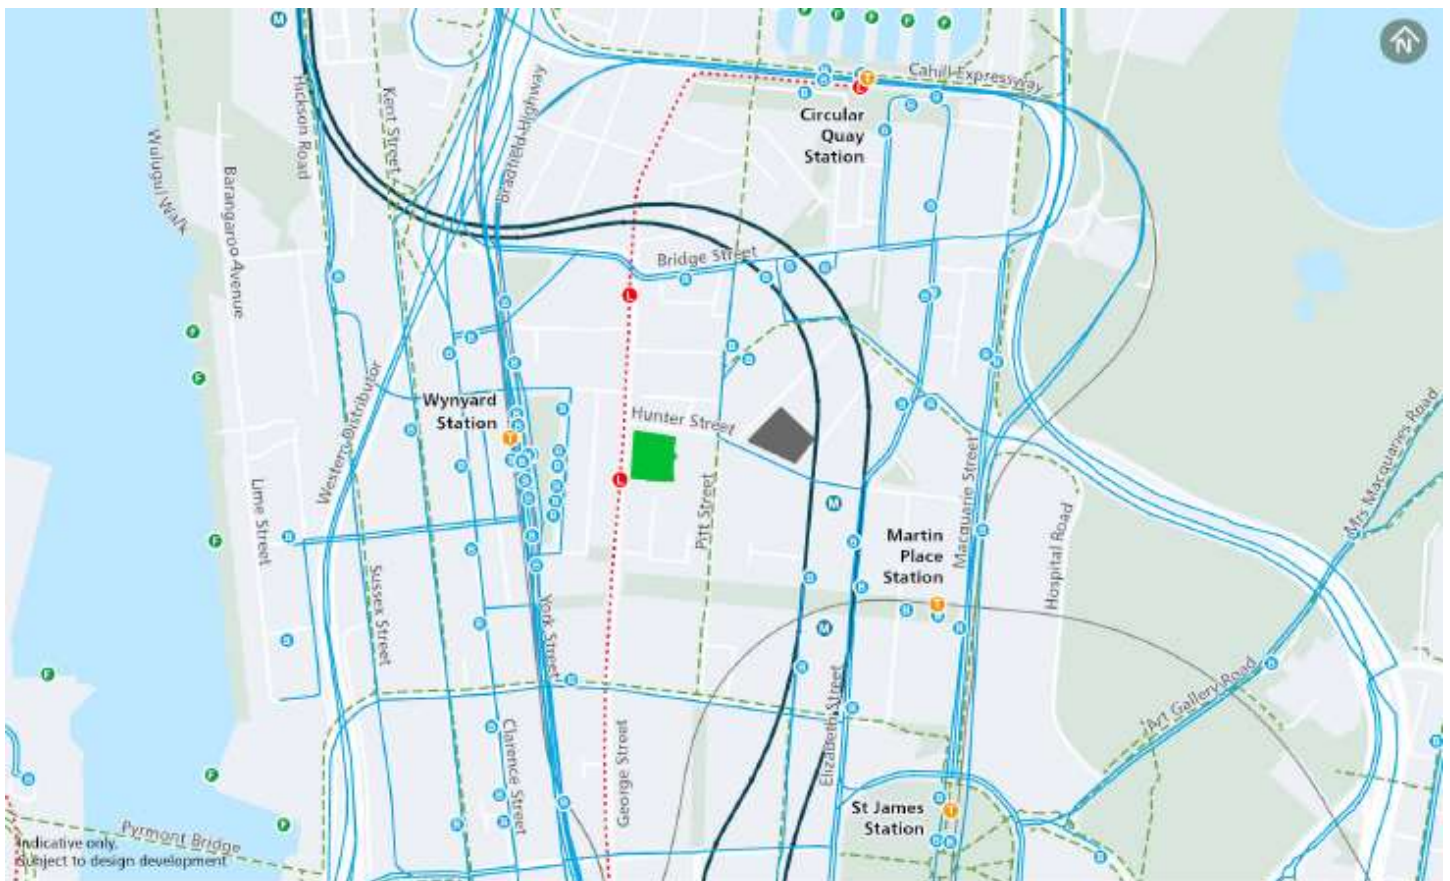 M
N
F
F
F
F
F
Cahill Expressway
T
L
Circular
Quay
Station
Hickson Road
Kent Street
Bradfield Highway
Wulugul Walk
Barangaroo Avenue
Bridge Street
L
Wynyard
Station
T
Hunter Street
Western Distributor
L
Lime Street
Pitt Street
M
Martin
Place
Station
T
Macquarie Street
Hospital Road
Mrs Macquaries Road
Sussex Street
York Street
M
Elizabeth Street
Art Gallery Road
Clarence Street
George Street
St James
Station
T
Pyrmont Bridge
Indicative only.
Subject to design development